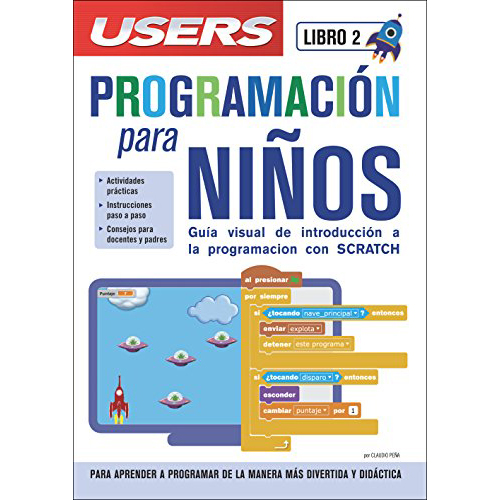 USERS
LIBRO 2
PROGRAMACIÓN
para
NIÑOS
Actividades
prácticas
Instrucciones
paso a paso
Consejos para
docentes y padres
Guía visual de introducción a
la programacion con SCRATCH
Puntaje 7
al presionar
por siempre
si ¿tocando nave_principal ? entonces
enviar explota
detener este programa
si ¿tocando disparo ? entonces
esconder
cambiar puntaje por 1
por CLAUDIO PEÑA
PARA APRENDER A PROGRAMAR DE LA MANERA MÁS DIVERTIDA Y DIDÁCTICA